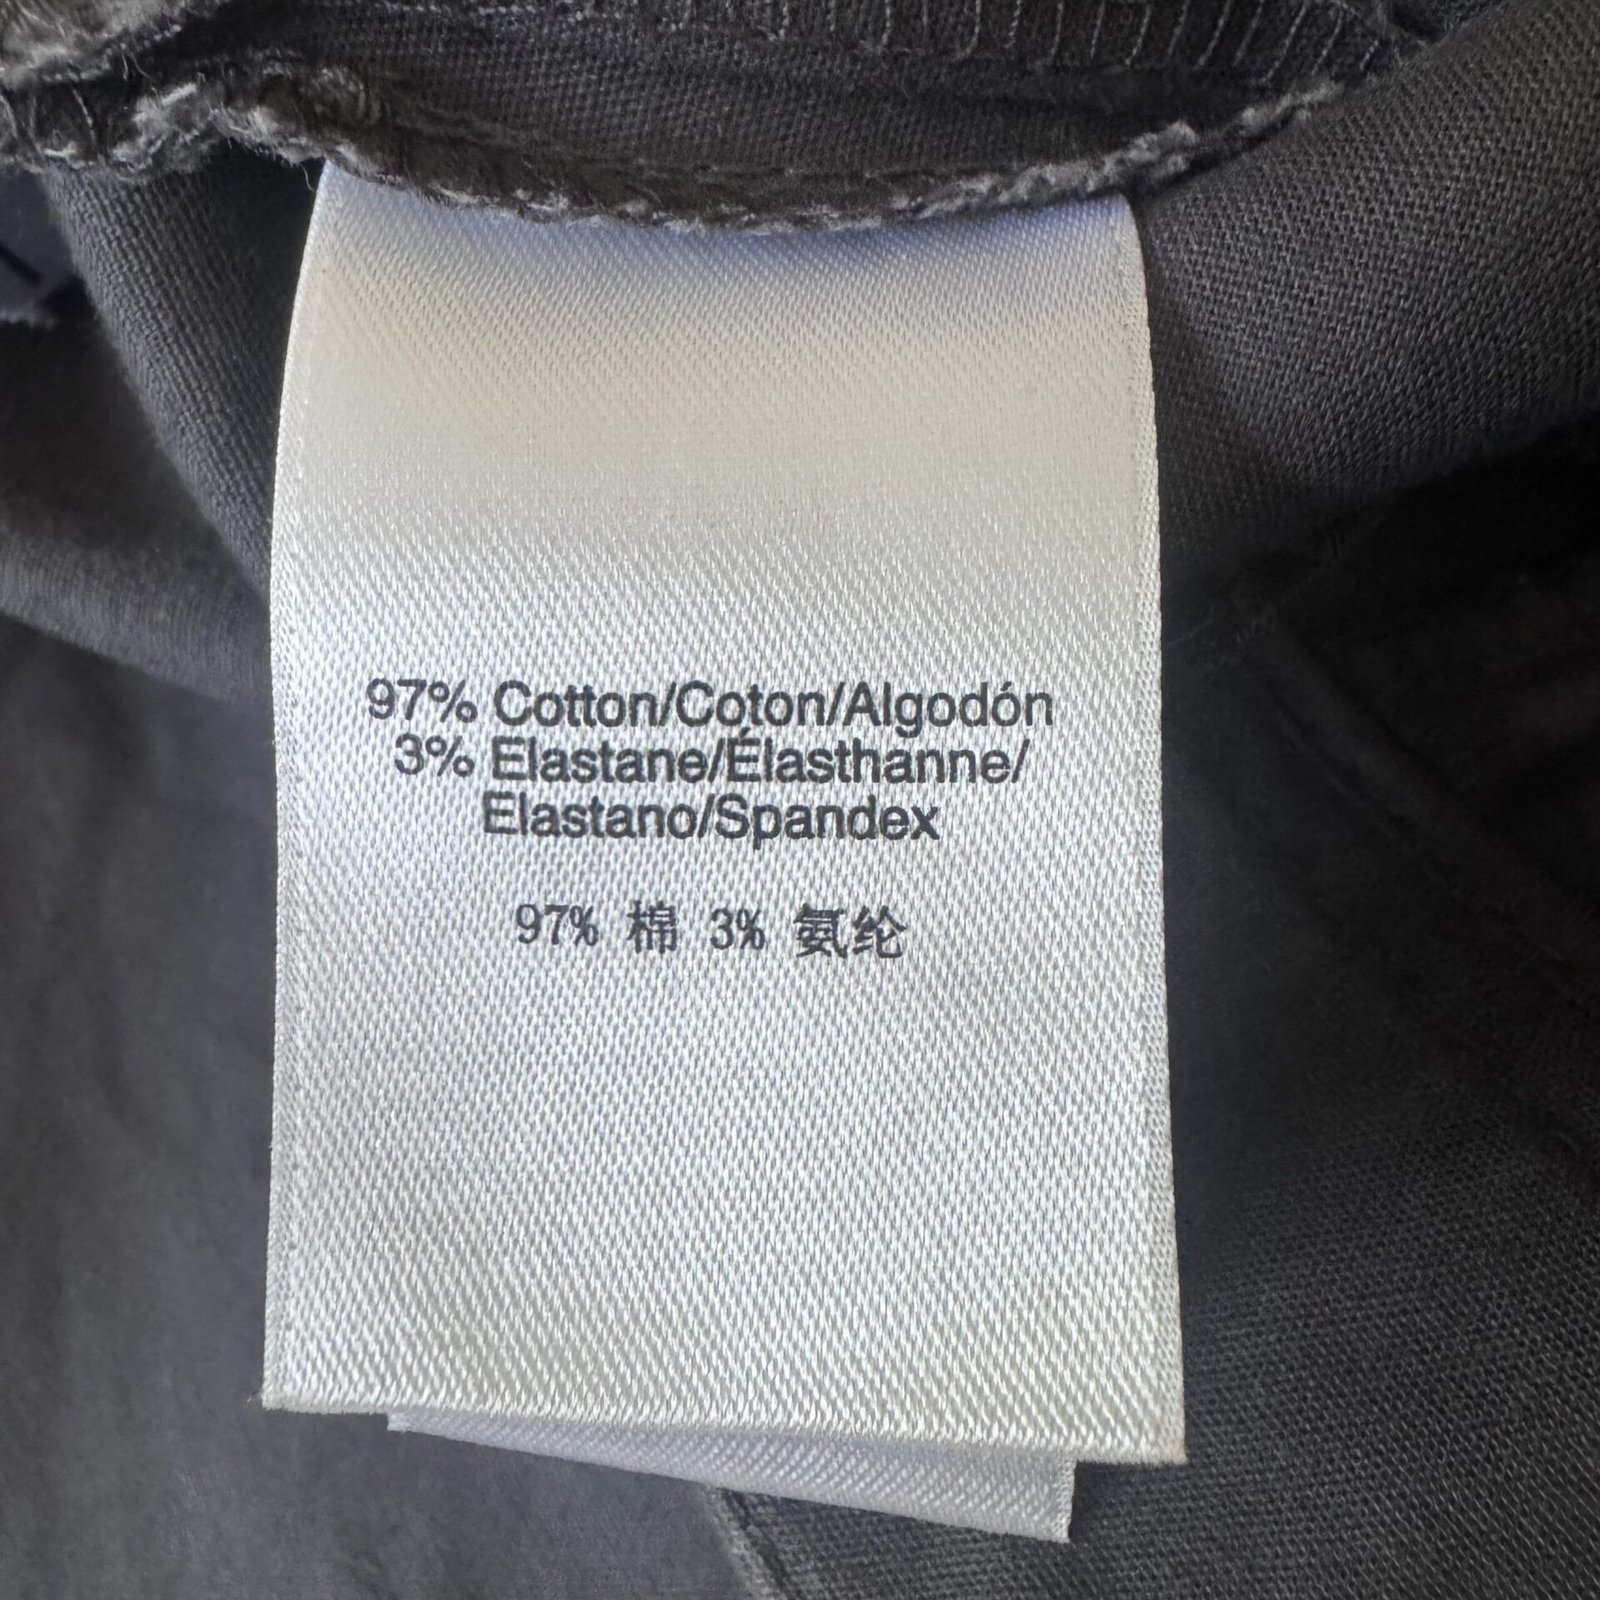 97% Cotton/Coton/Algodón
3% Elastane/Élasthanne/
Elastano/Spandex
97% 棉 3% 氨纶